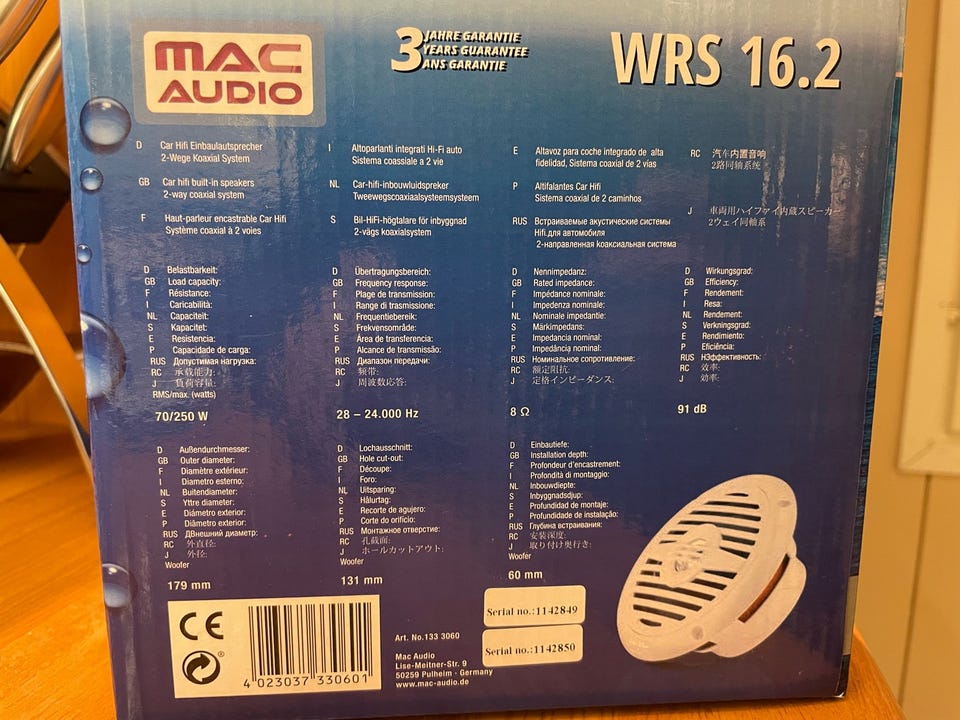 MAC
AUDIO
3 JAHRE GARANTIE
YEARS GUARANTEE
ANS GARANTIE
WRS 16.2
D Car Hifi Einbaulautsprecher
2-Wege Koaxial System
GB Car hifi built-in speakers
2-way coaxial system
F Haut-parleur encastrable Car Hifi
Système coaxial à 2 voies
I Altoparlanti integrati Hi-Fi auto
Sistema coassiale a 2 vie
NL Car-hifi-inbouwluidspreker
Tweewegscoaxiaalsysteemsysteem
S Bil-HiFi-högtalare för inbyggnad
2-vägs koaxialsystem
E Altavoz para coche integrado de alta
fidelidad, Sistema coaxial de 2 vías
P Altifalantes Car Hifi
Sistema coaxial de 2 caminhos
RUS Встраиваемые акустические системы
Hifi для автомобиля
2-направленная коаксиальная система
RC 汽车内置音响
2路同轴系统
J 車両用ハイファイ内蔵スピーカー
2ウェイ同軸系
D Belastbarkeit:
GB Load capacity:
F Résistance:
I Caricabilità:
NL Capaciteit:
S Kapacitet:
E Resistencia:
P Capacidade de carga:
RUS Допустимая нагрузка:
RC 承载能力:
J 負荷容量:
RMS/max. (watts)
70/250 W
D Übertragungsbereich:
GB Frequency response:
F Plage de transmission:
I Range di trasmissione:
NL Frequentiebereik:
S Frekvensområde:
E Área de transferencia:
P Alcance de transmissão:
RUS Диапазон передачи:
RC 频带:
J 周波数応答:
28 – 24.000 Hz
D Nennimpedanz:
GB Rated impedance:
F Impédance nominale:
I Impedenza nominale:
NL Nominale impedantie:
S Märkimpedans:
E Impedancia nominal:
P Impedância nominal:
RUS Номинальное сопротивление:
RC 额定阻抗:
J 定格インピーダンス:
8 Ω
D Wirkungsgrad:
GB Efficiency:
F Rendement:
I Resa:
NL Rendement:
S Verkningsgrad:
E Rendimiento:
P Eficiência:
RUS НЭффективность:
RC 效率:
J 効率:
91 dB
D Außendurchmesser:
GB Outer diameter:
F Diamètre extérieur:
I Diametro esterno:
NL Buitendiameter:
S Yttre diameter:
E Diámetro exterior:
P Diâmetro exterior:
RUS ДВнешний диаметр:
RC 外直径:
J 外径:
Woofer
179 mm
D Lochausschnitt:
GB Hole cut-out:
F Découpe:
I Foro:
NL Uitsparing:
S Hålurtag:
E Recorte de agujero:
P Corte do orifício:
RUS Монтажное отверстие:
RC 孔截面:
J ホールカットアウト:
Woofer
131 mm
D Einbautiefe:
GB Installation depth:
F Profondeur d'encastrement:
I Profondità di montaggio:
NL Inbouwdiepte:
S Inbyggnadsdjup:
E Profundidad de montaje:
P Profundidade de instalação:
RUS Глубина встраивания:
RC 安装深度:
J 取り付け奥行き:
Woofer
60 mm
CE
4 023037 330601
Art. No.133 3060
Mac Audio
Lise-Meitner-Str. 9
50259 Pulheim - Germany
www.mac-audio.de
Serial no.:1142849
Serial no.:1142850